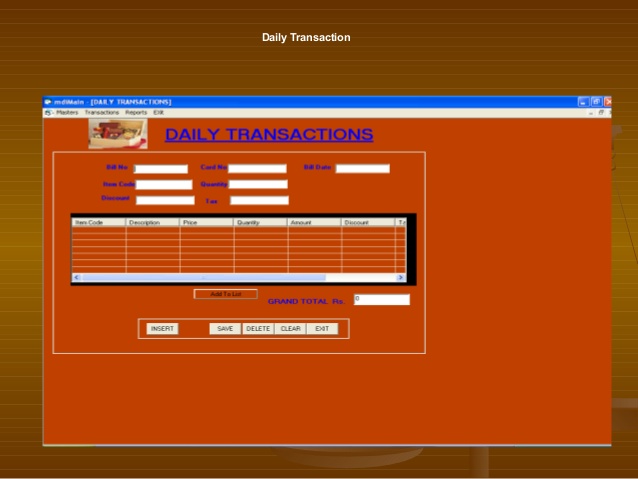 Daily Transaction
mdiMain - [DAILY TRANSACTIONS]
Masters Transactions Reports Exit
DAILY TRANSACTIONS
Bill No Card No Bill Date
Item Code Quantity
Discount Tax
Item Code Description Price Quantity Amount Discount Ta
Add To List
GRAND TOTAL Rs. 0
INSERT SAVE DELETE CLEAR EXIT